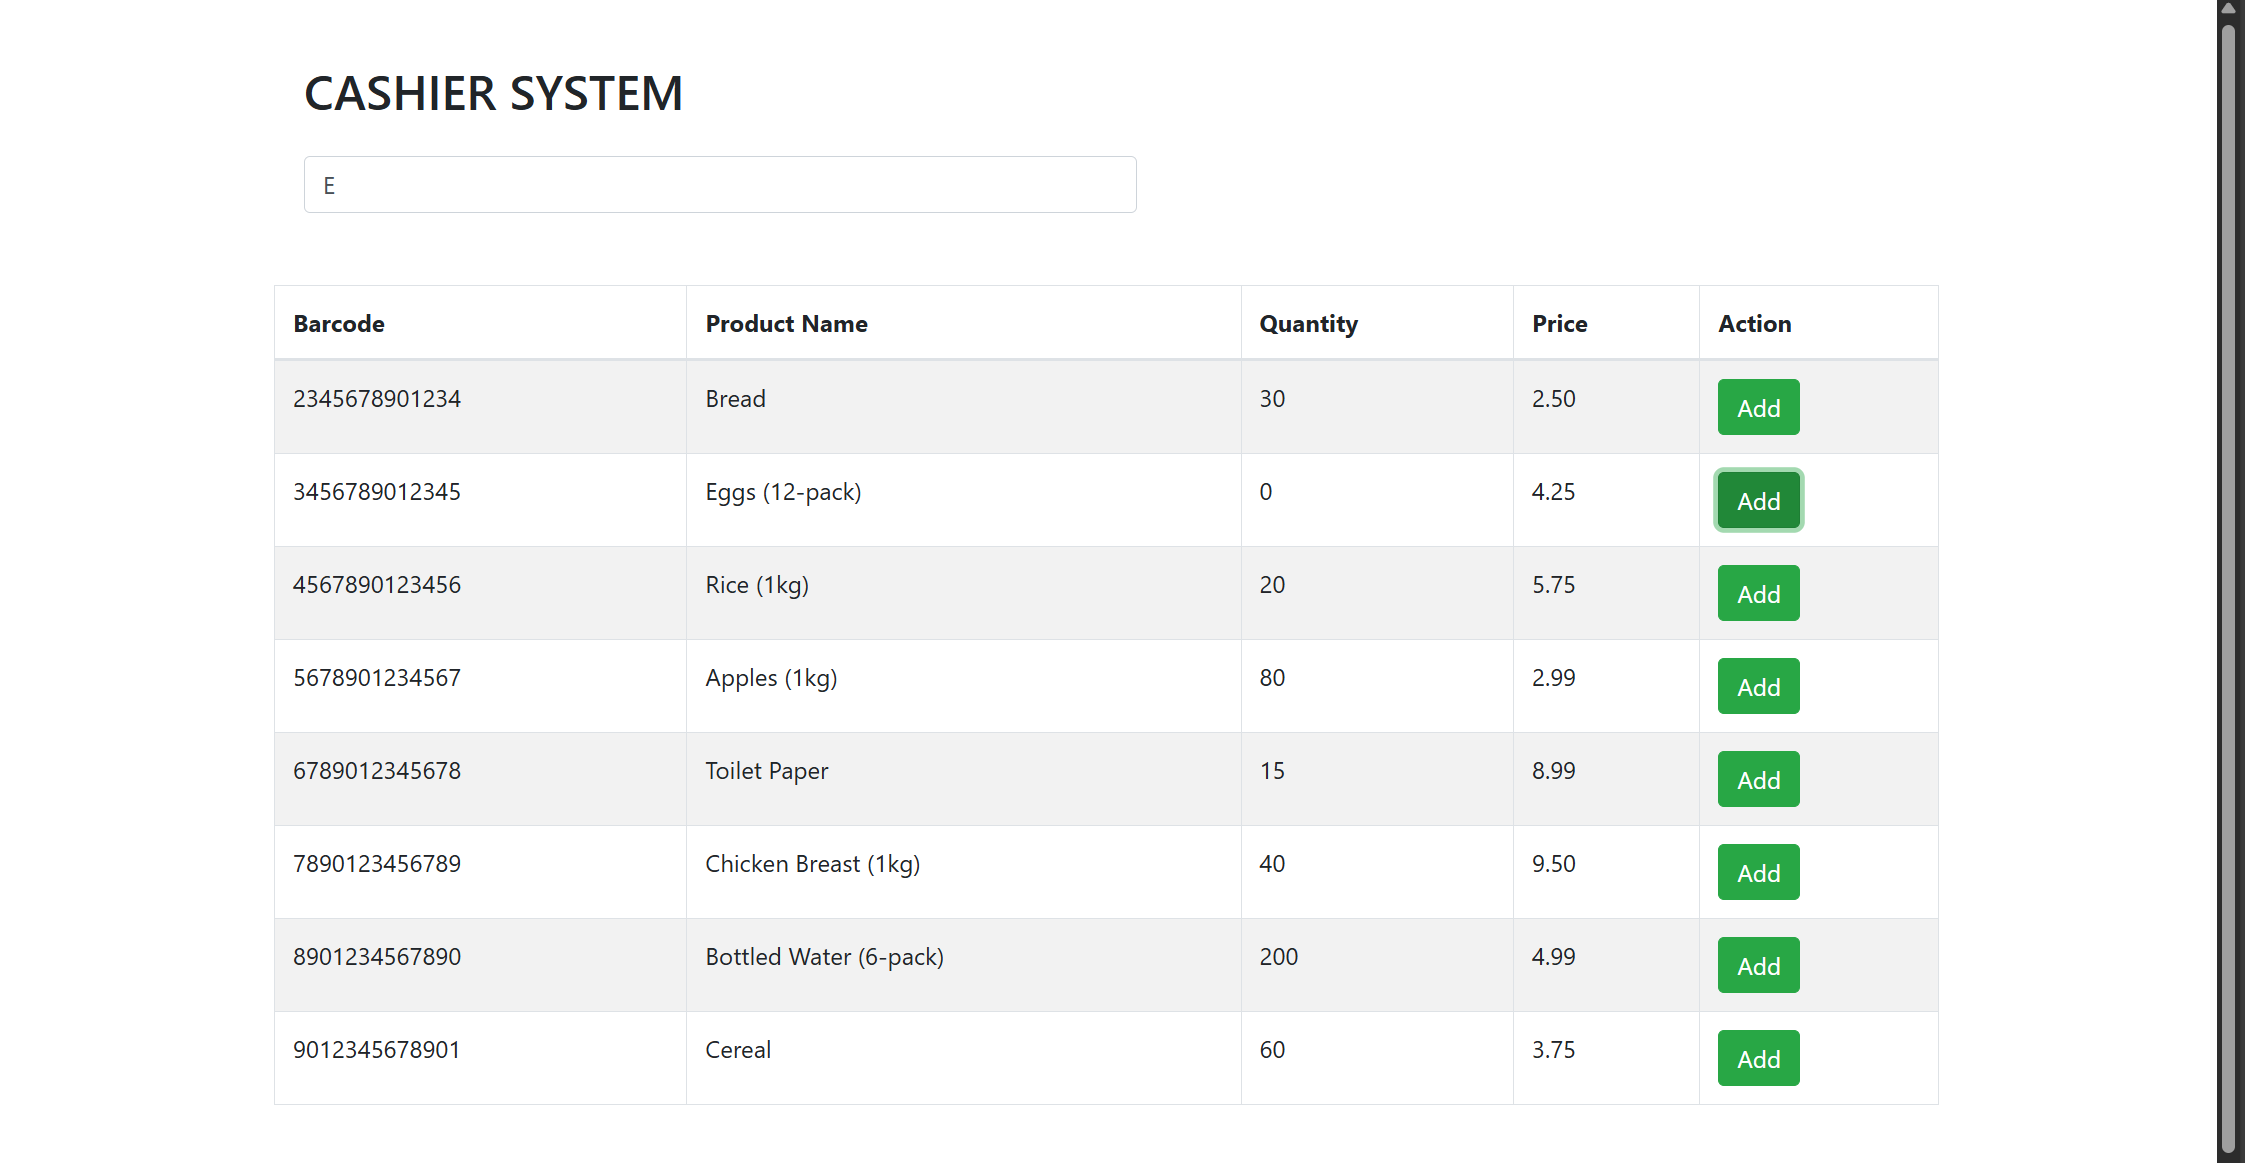 CASHIER SYSTEM
E
Barcode Product Name Quantity Price Action
2345678901234 Bread 30 2.50 Add
3456789012345 Eggs (12-pack) 0 4.25 Add
4567890123456 Rice (1kg) 20 5.75 Add
5678901234567 Apples (1kg) 80 2.99 Add
6789012345678 Toilet Paper 15 8.99 Add
7890123456789 Chicken Breast (1kg) 40 9.50 Add
8901234567890 Bottled Water (6-pack) 200 4.99 Add
9012345678901 Cereal 60 3.75 Add